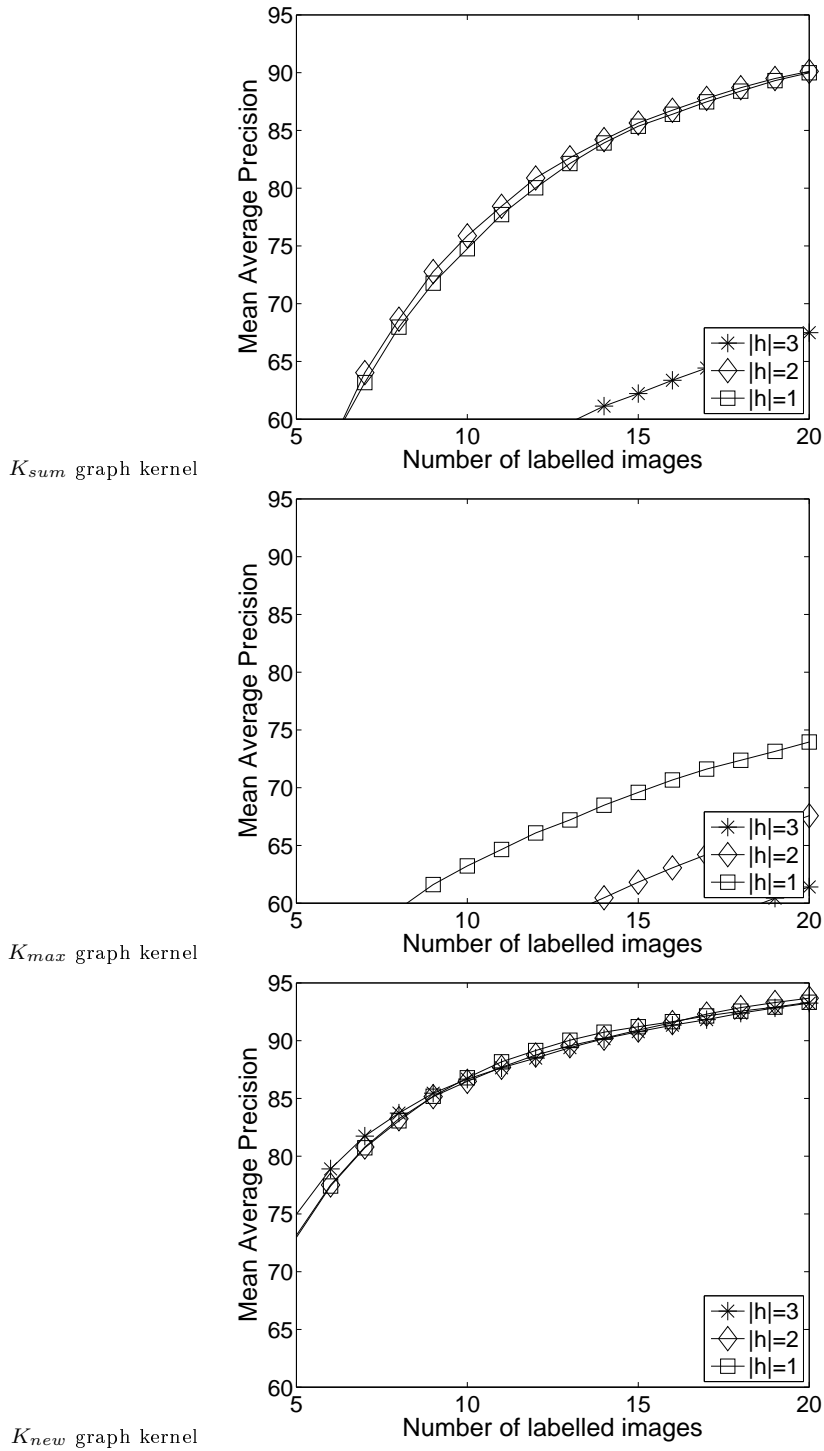 95
90
85
80
75
70
65
60
Mean Average Precision
|h|=3
|h|=2
|h|=1
5 10 15 20
Number of labelled images
K_sum graph kernel
95
90
85
80
75
70
65
60
Mean Average Precision
|h|=3
|h|=2
|h|=1
5 10 15 20
Number of labelled images
K_max graph kernel
95
90
85
80
75
70
65
60
Mean Average Precision
|h|=3
|h|=2
|h|=1
5 10 15 20
Number of labelled images
K_new graph kernel